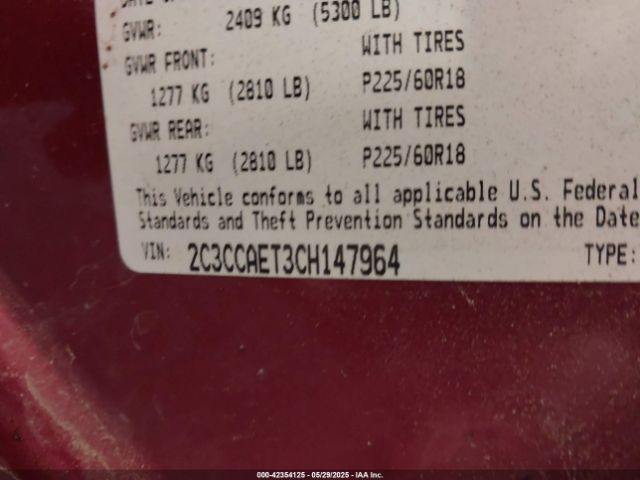 GVWR: 2409 KG (5300 LB)
GVWR FRONT: WITH TIRES
1277 KG (2810 LB) P225/60R18
GVWR REAR: WITH TIRES
1277 KG (2810 LB) P225/60R18
This Vehicle conforms to all applicable U.S. Federal
Standards and Theft Prevention Standards on the Date
VIN: 2C3CCAET3CH147964 TYPE:
000-42354125 - 05/29/2025 - IAA Inc.